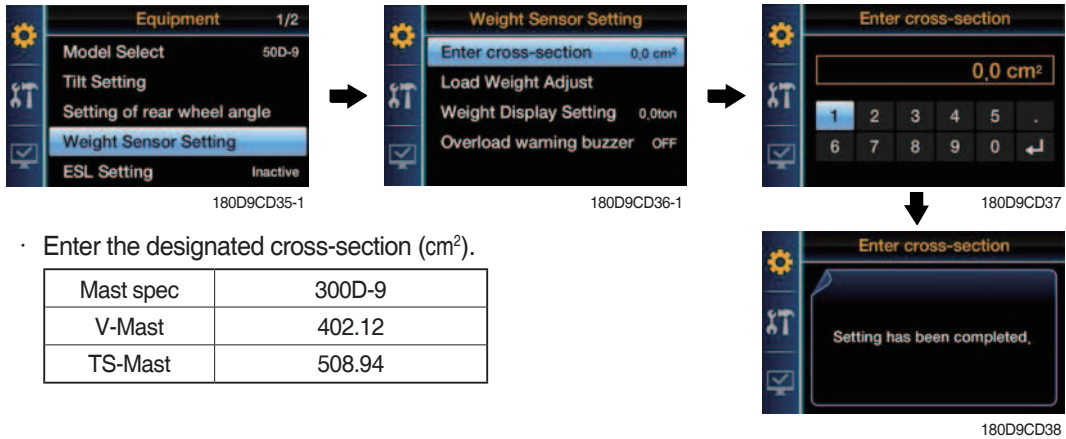 Equipment 1/2
Model Select 50D-9
Tilt Setting
Setting of rear wheel angle
Weight Sensor Setting
ESL Setting Inactive
180D9CD35-1
Weight Sensor Setting
Enter cross-section 0,0 cm²
Load Weight Adjust
Weight Display Setting 0,0ton
Overload warning buzzer OFF
180D9CD36-1
Enter cross-section
0,0 cm²
1 2 3 4 5 .
6 7 8 9 0 ↵
180D9CD37
Enter cross-section
Setting has been completed,
180D9CD38
· Enter the designated cross-section (cm²).
Mast spec 300D-9
V-Mast 402.12
TS-Mast 508.94